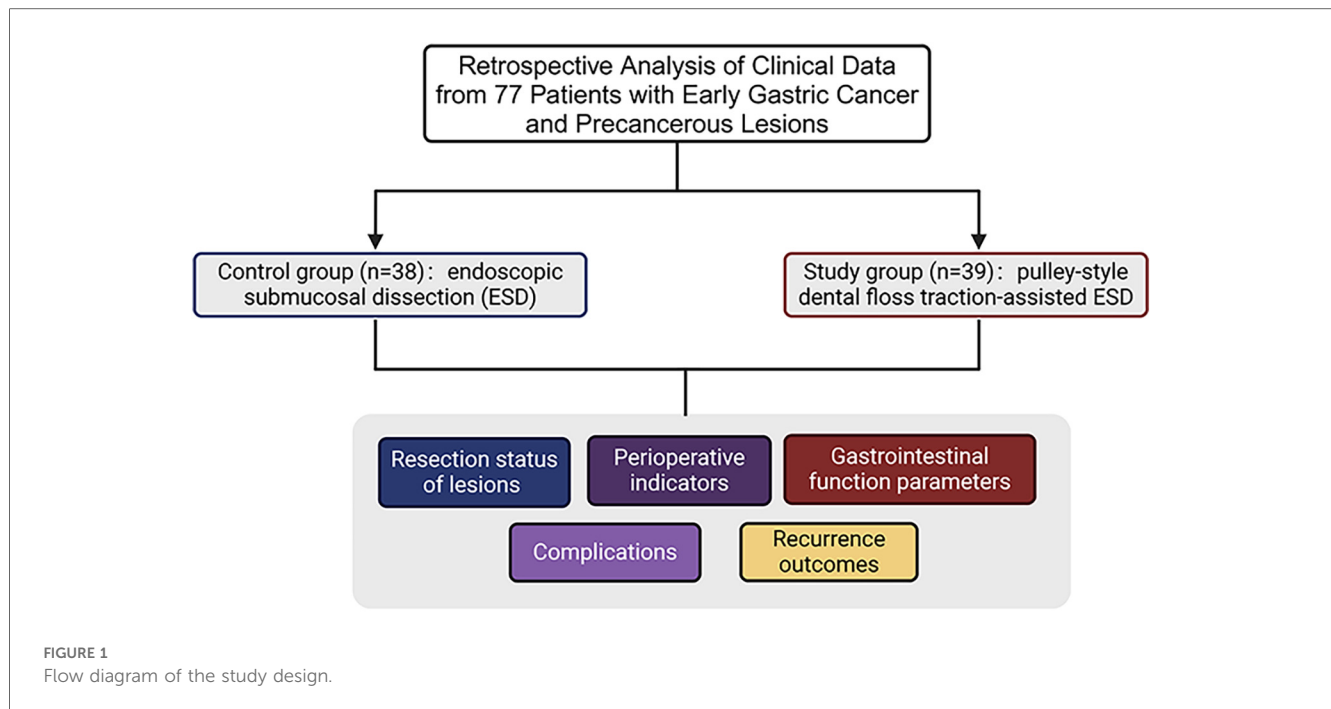 Retrospective Analysis of Clinical Data
from 77 Patients with Early Gastric Cancer
and Precancerous Lesions
Control group (n=38)： endoscopic
submucosal dissection (ESD)
Study group (n=39)： pulley-style
dental floss traction-assisted ESD
Resection status
of lesions
Perioperative
indicators
Gastrointestinal
function parameters
Complications
Recurrence
outcomes
FIGURE 1
Flow diagram of the study design.